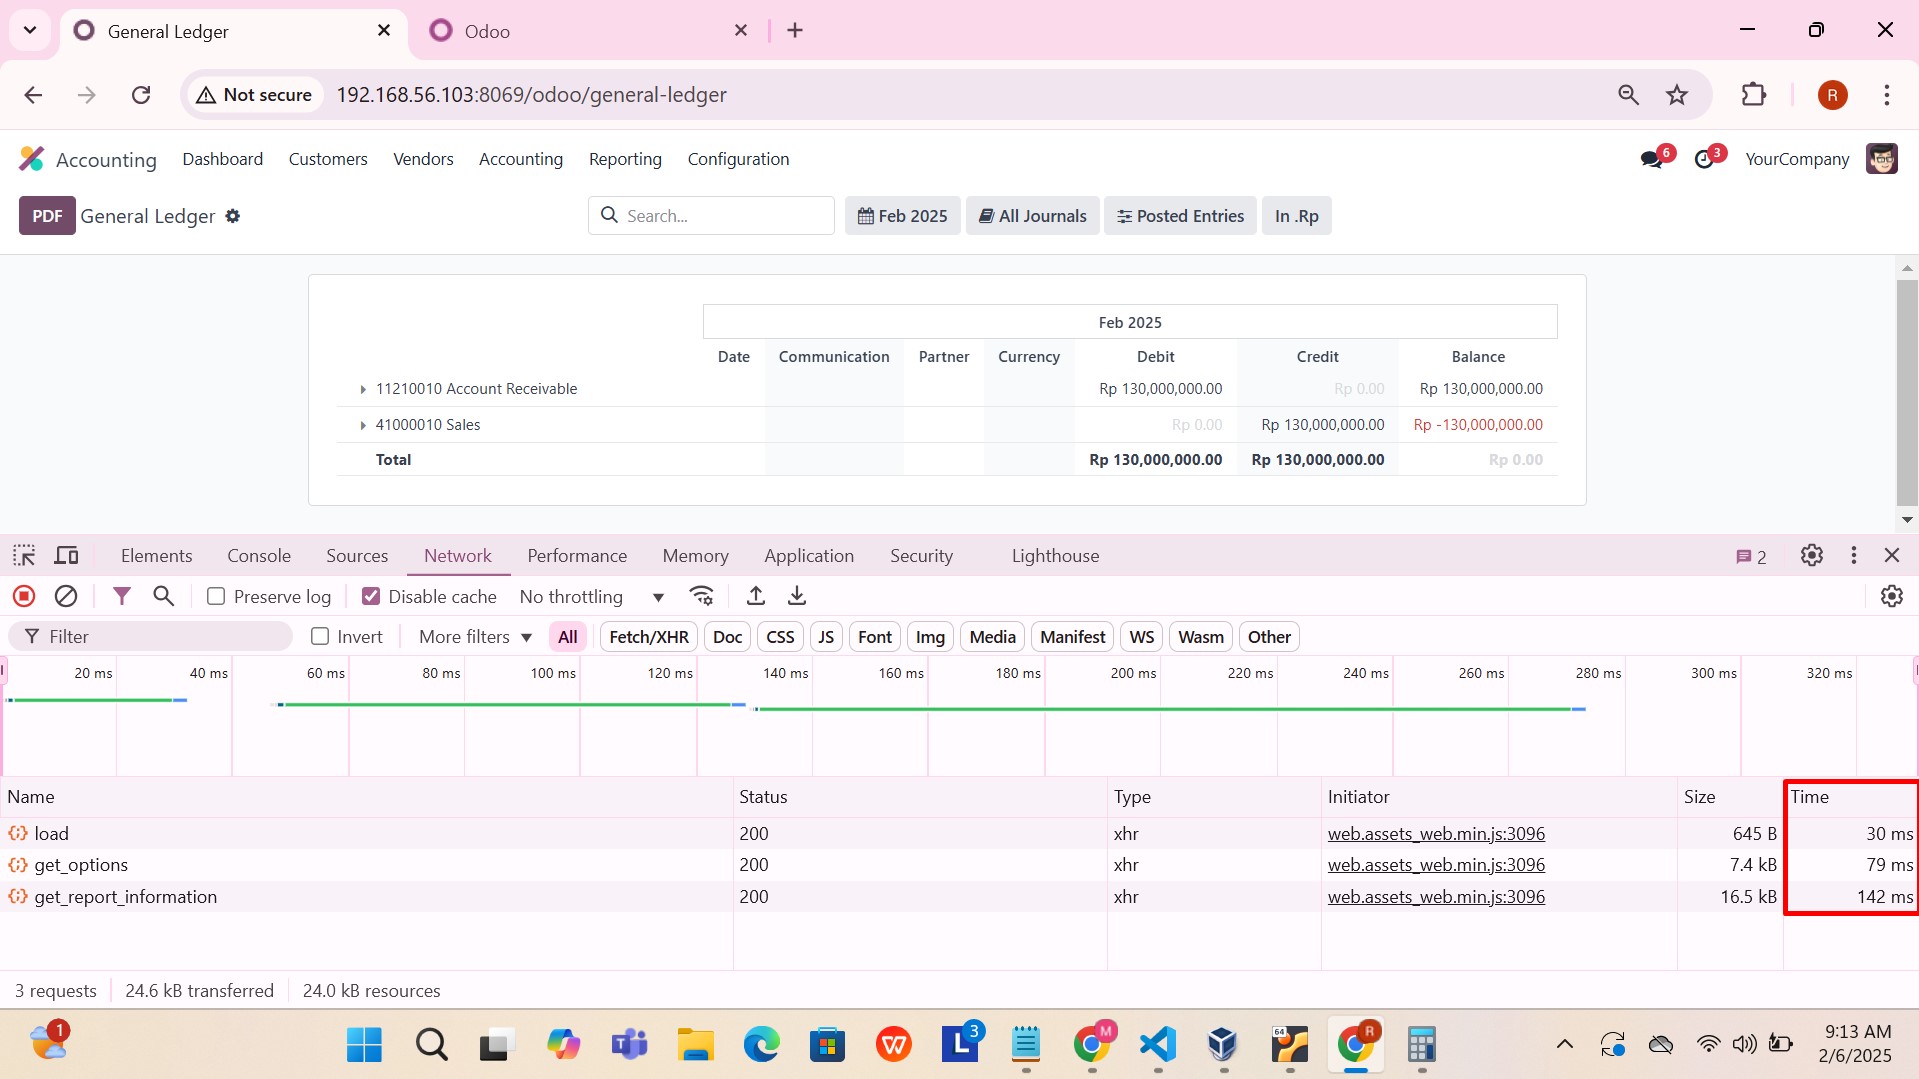 General Ledger
Odoo
Not secure
192.168.56.103:8069/odoo/general-ledger
R
Accounting
Dashboard
Customers
Vendors
Accounting
Reporting
Configuration
6
3
YourCompany
PDF
General Ledger
Search...
Feb 2025
All Journals
Posted Entries
In .Rp
Feb 2025
Date Communication Partner Currency Debit Credit Balance
11210010 Account Receivable Rp 130,000,000.00 Rp 0.00 Rp 130,000,000.00
41000010 Sales Rp 0.00 Rp 130,000,000.00 Rp -130,000,000.00
Total Rp 130,000,000.00 Rp 130,000,000.00 Rp 0.00
Elements Console Sources Network Performance Memory Application Security Lighthouse 2
Preserve log Disable cache No throttling
Filter Invert More filters All Fetch/XHR Doc CSS JS Font Img Media Manifest WS Wasm Other
20 ms 40 ms 60 ms 80 ms 100 ms 120 ms 140 ms 160 ms 180 ms 200 ms 220 ms 240 ms 260 ms 280 ms 300 ms 320 ms
Name Status Type Initiator Size Time
load 200 xhr web.assets_web.min.js:3096 645 B 30 ms
get_options 200 xhr web.assets_web.min.js:3096 7.4 kB 79 ms
get_report_information 200 xhr web.assets_web.min.js:3096 16.5 kB 142 ms
3 requests 24.6 kB transferred 24.0 kB resources
1
W
L
3
M
64
R
9:13 AM
2/6/2025